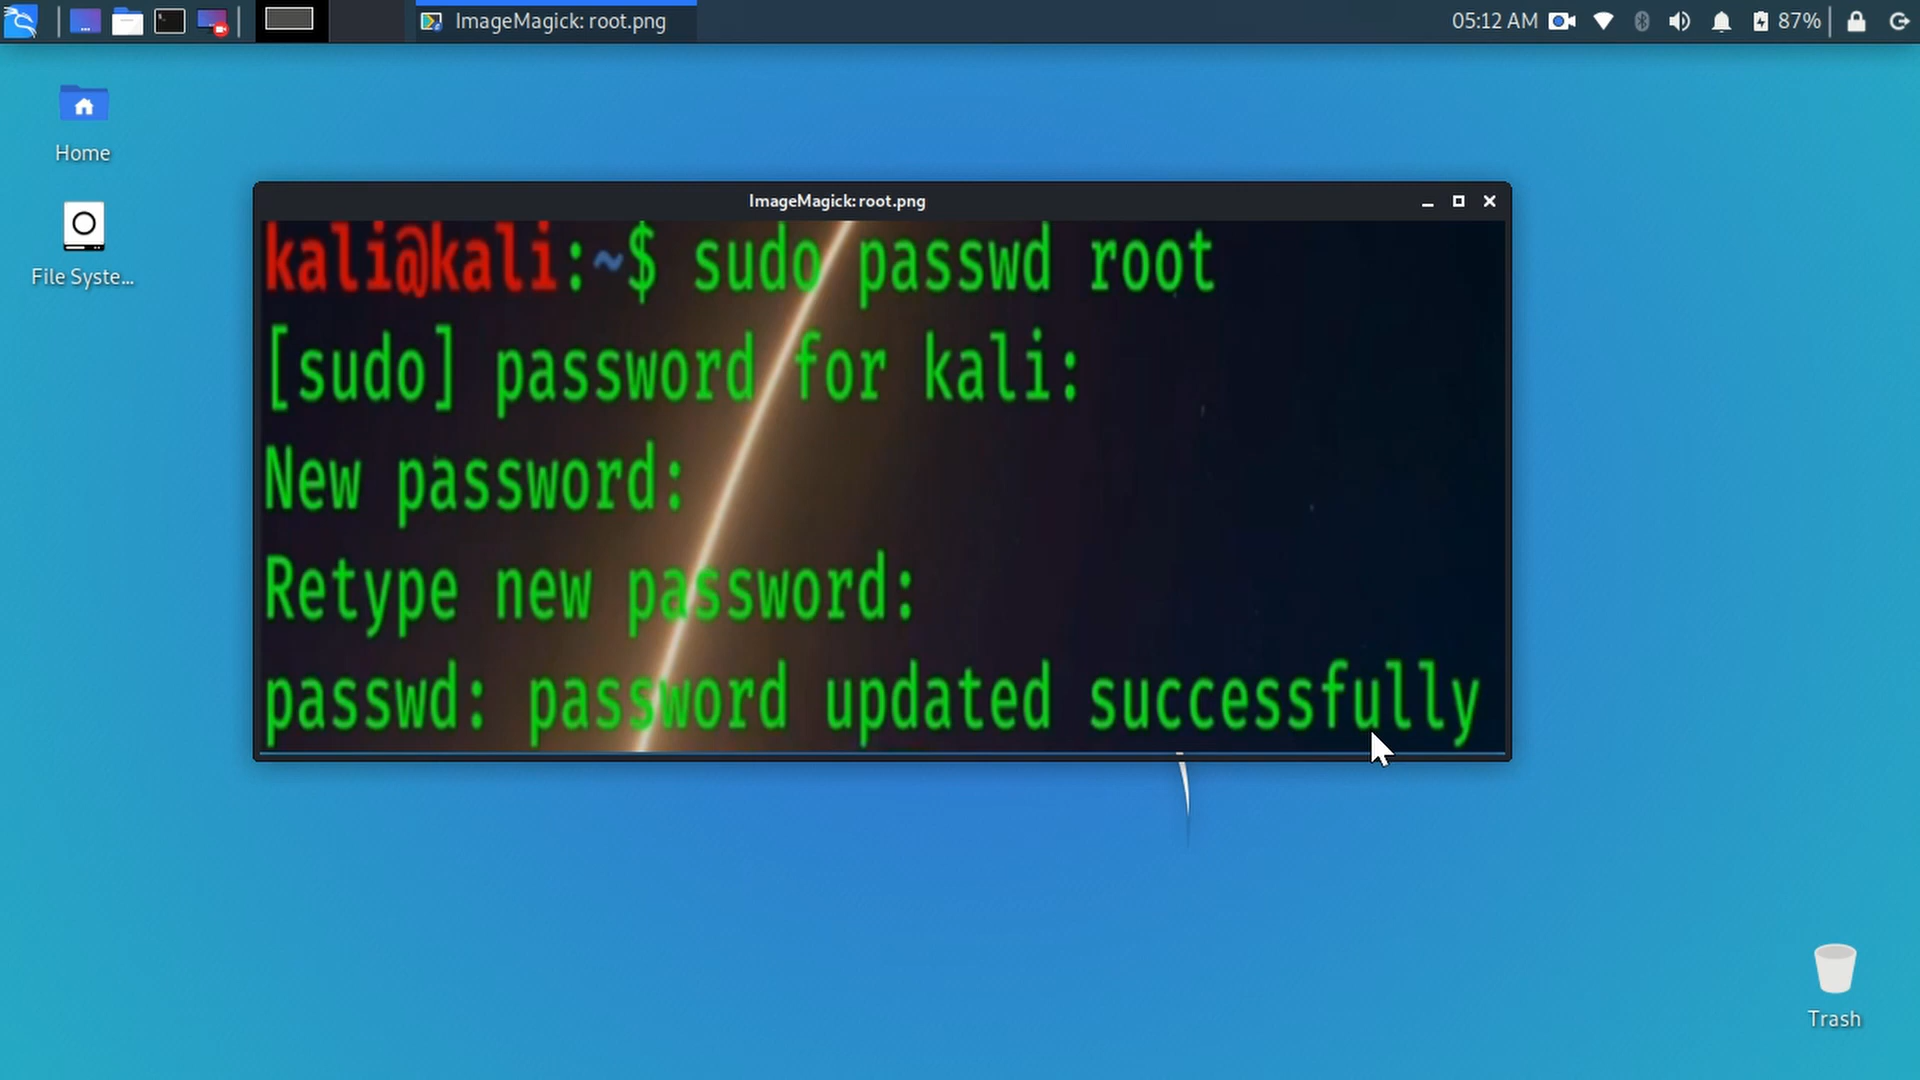 ImageMagick: root.png
05:12 AM
87%
Home
File Syste...
ImageMagick: root.png
kali@kali:~$ sudo passwd root
[sudo] password for kali:
New password:
Retype new password:
passwd: password updated successfully
Trash